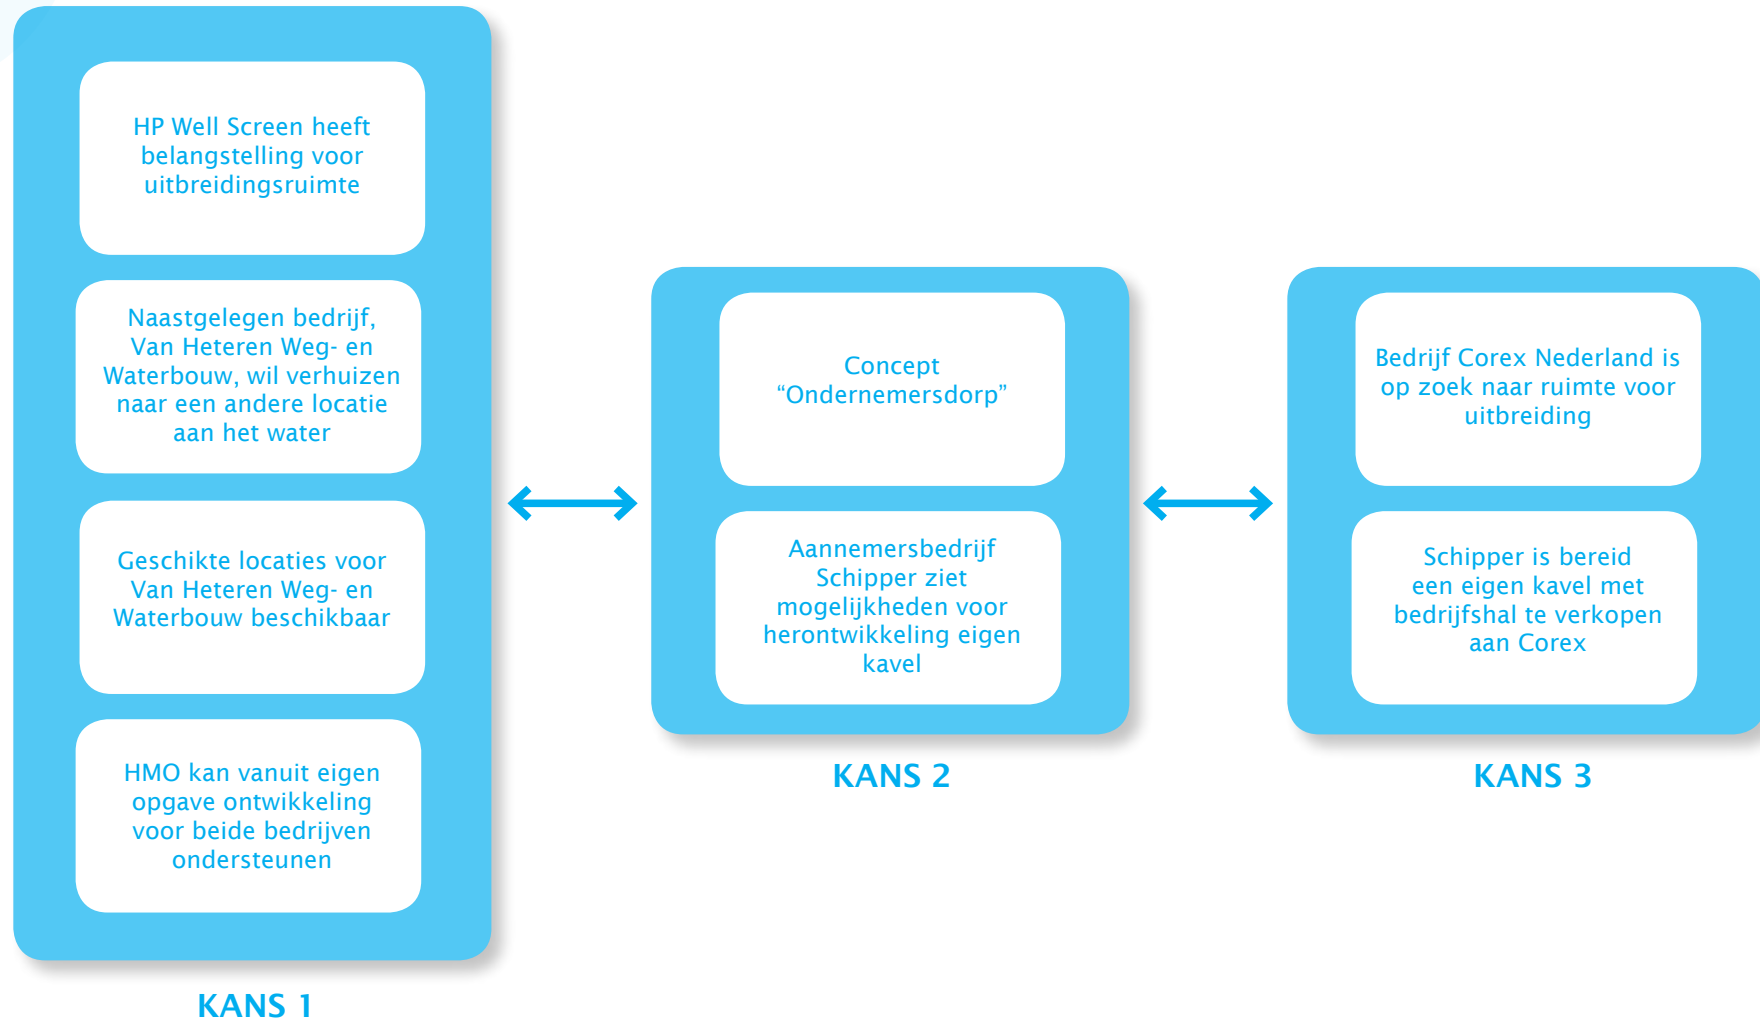 HP Well Screen heeft
belangstelling voor
uitbreidingsruimte
Naastgelegen bedrijf,
Van Heteren Weg- en
Waterbouw, wil verhuizen
naar een andere locatie
aan het water
Geschikte locaties voor
Van Heteren Weg- en
Waterbouw beschikbaar
HMO kan vanuit eigen
opgave ontwikkeling
voor beide bedrijven
ondersteunen
KANS 1
Concept
“Ondernemersdorp”
Aannemersbedrijf
Schipper ziet
mogelijkheden voor
herontwikkeling eigen
kavel
KANS 2
Bedrijf Corex Nederland is
op zoek naar ruimte voor
uitbreiding
Schipper is bereid
een eigen kavel met
bedrijfshal te verkopen
aan Corex
KANS 3